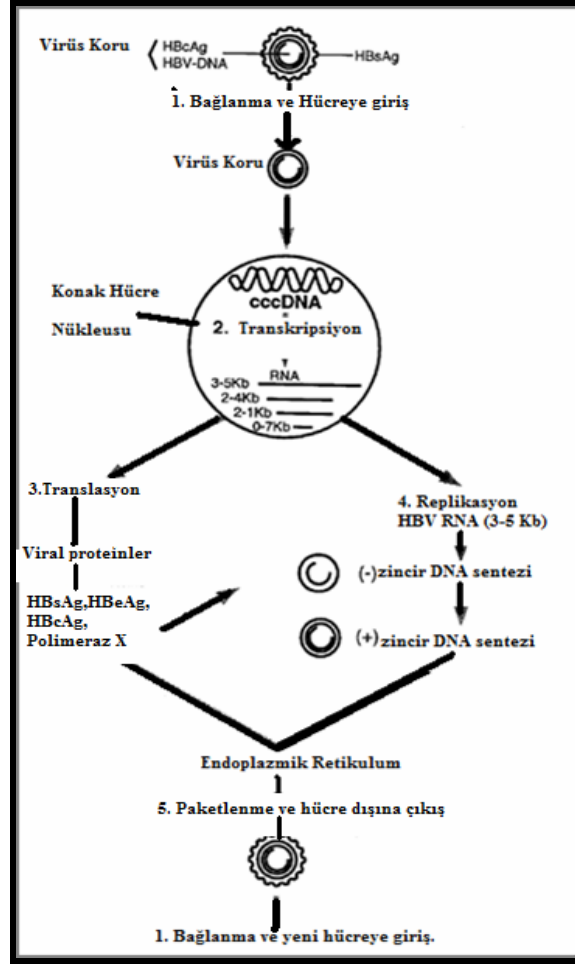 Virüs Koru
HBcAg
HBV-DNA
HBsAg
1. Bağlanma ve Hücreye giriş
Virüs Koru
Konak Hücre
Nükleusu
cccDNA
2. Transkripsiyon
RNA
3-5Kb
2-4Kb
2-1Kb
0-7Kb
3.Translasyon
Viral proteinler
HBsAg,HBeAg,
HBcAg,
Polimeraz X
4. Replikasyon
HBV RNA (3-5 Kb)
(-)zincir DNA sentezi
(+)zincir DNA sentezi
Endoplazmik Retikulum
5. Paketlenme ve hücre dışına çıkış
1. Bağlanma ve yeni hücreye giriş.